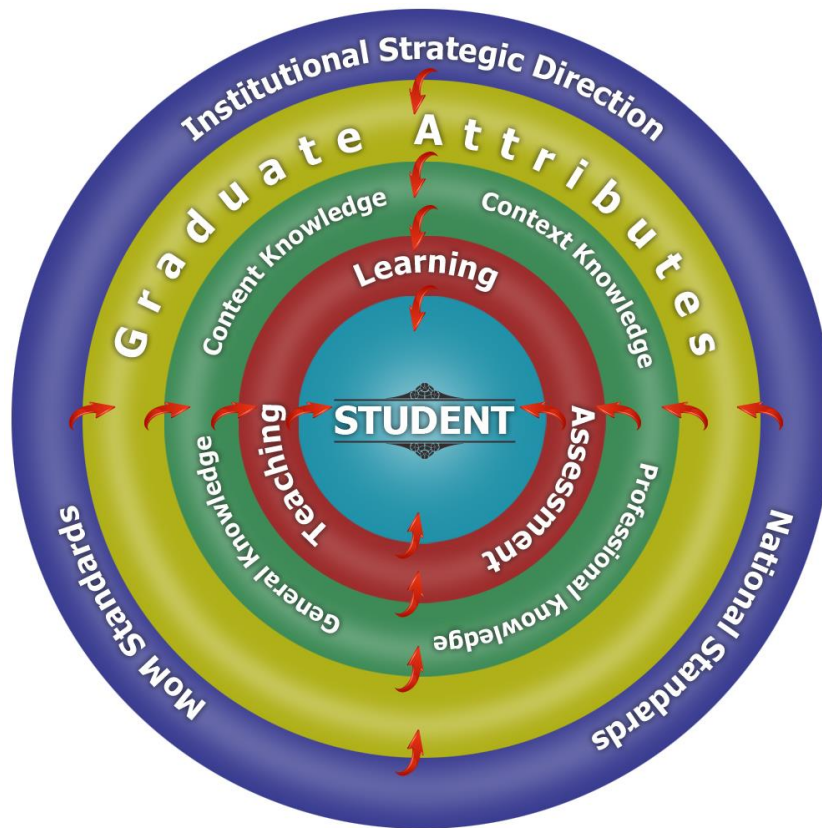 Institutional Strategic Direction
Graduate Attributes
Content Knowledge
Context Knowledge
Learning
STUDENT
Teaching
Assessment
General Knowledge
Professional Knowledge
MoM Standards
National Standards